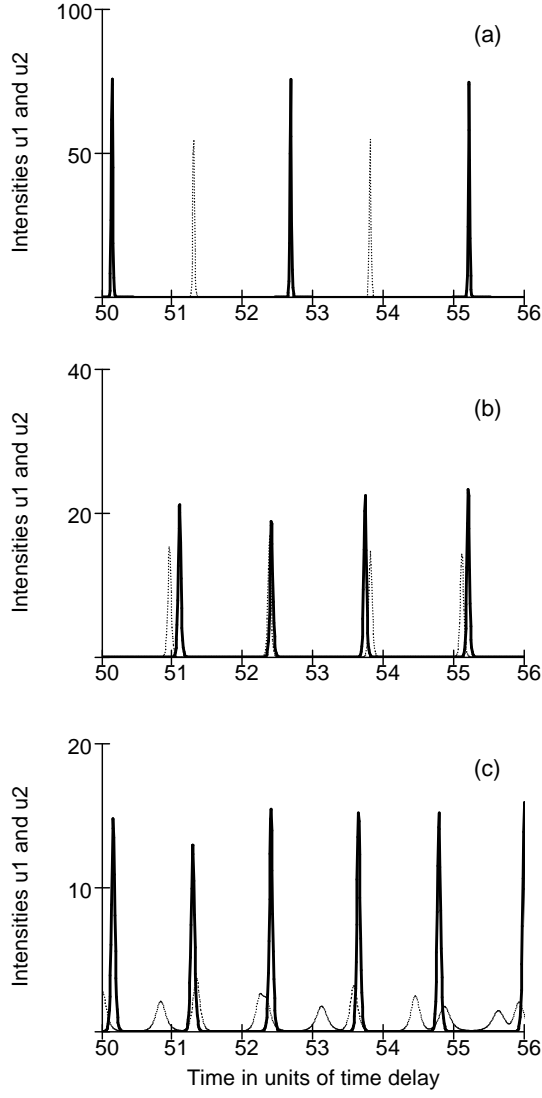 100
(a)
Intensities u1 and u2
50
50 51 52 53 54 55 56
40
(b)
Intensities u1 and u2
20
50 51 52 53 54 55 56
20
(c)
Intensities u1 and u2
10
50 51 52 53 54 55 56
Time in units of time delay